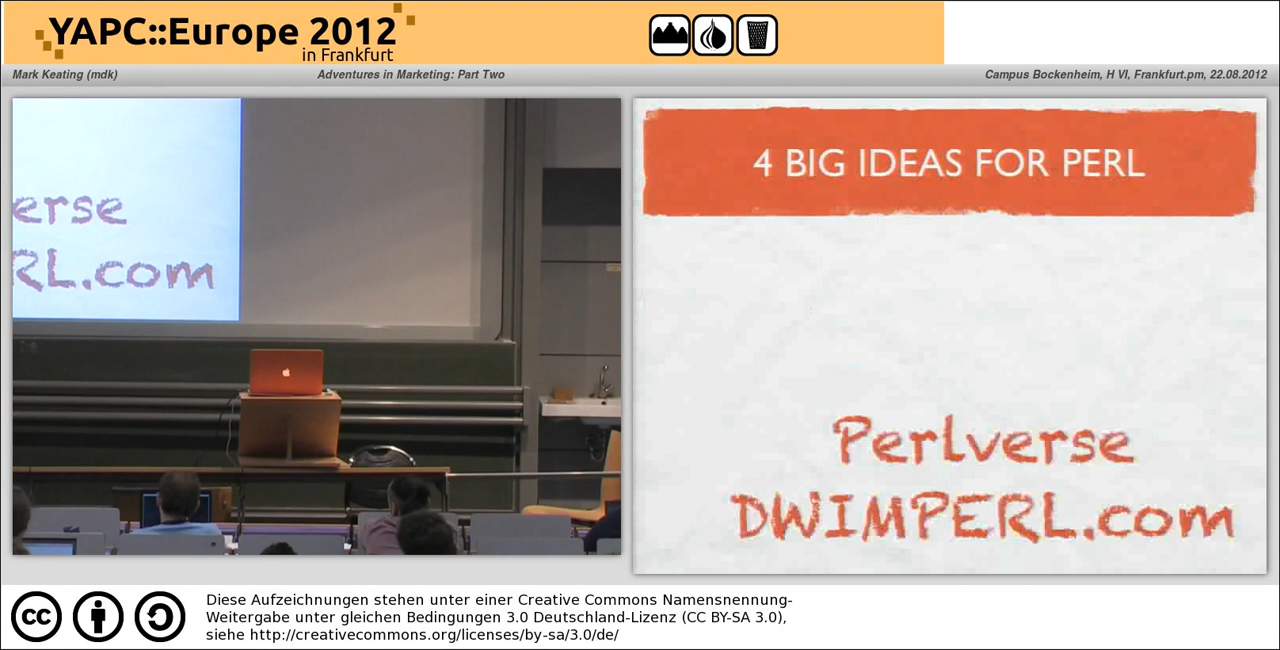 YAPC::Europe 2012
in Frankfurt
Mark Keating (mdk)
Adventures in Marketing: Part Two
Campus Bockenheim, H VI, Frankfurt.pm, 22.08.2012
erse
RL.com
4 BIG IDEAS FOR PERL
Perlverse
DWIMPERL.com
cc
Diese Aufzeichnungen stehen unter einer Creative Commons Namensnennung-
Weitergabe unter gleichen Bedingungen 3.0 Deutschland-Lizenz (CC BY-SA 3.0),
siehe http://creativecommons.org/licenses/by-sa/3.0/de/